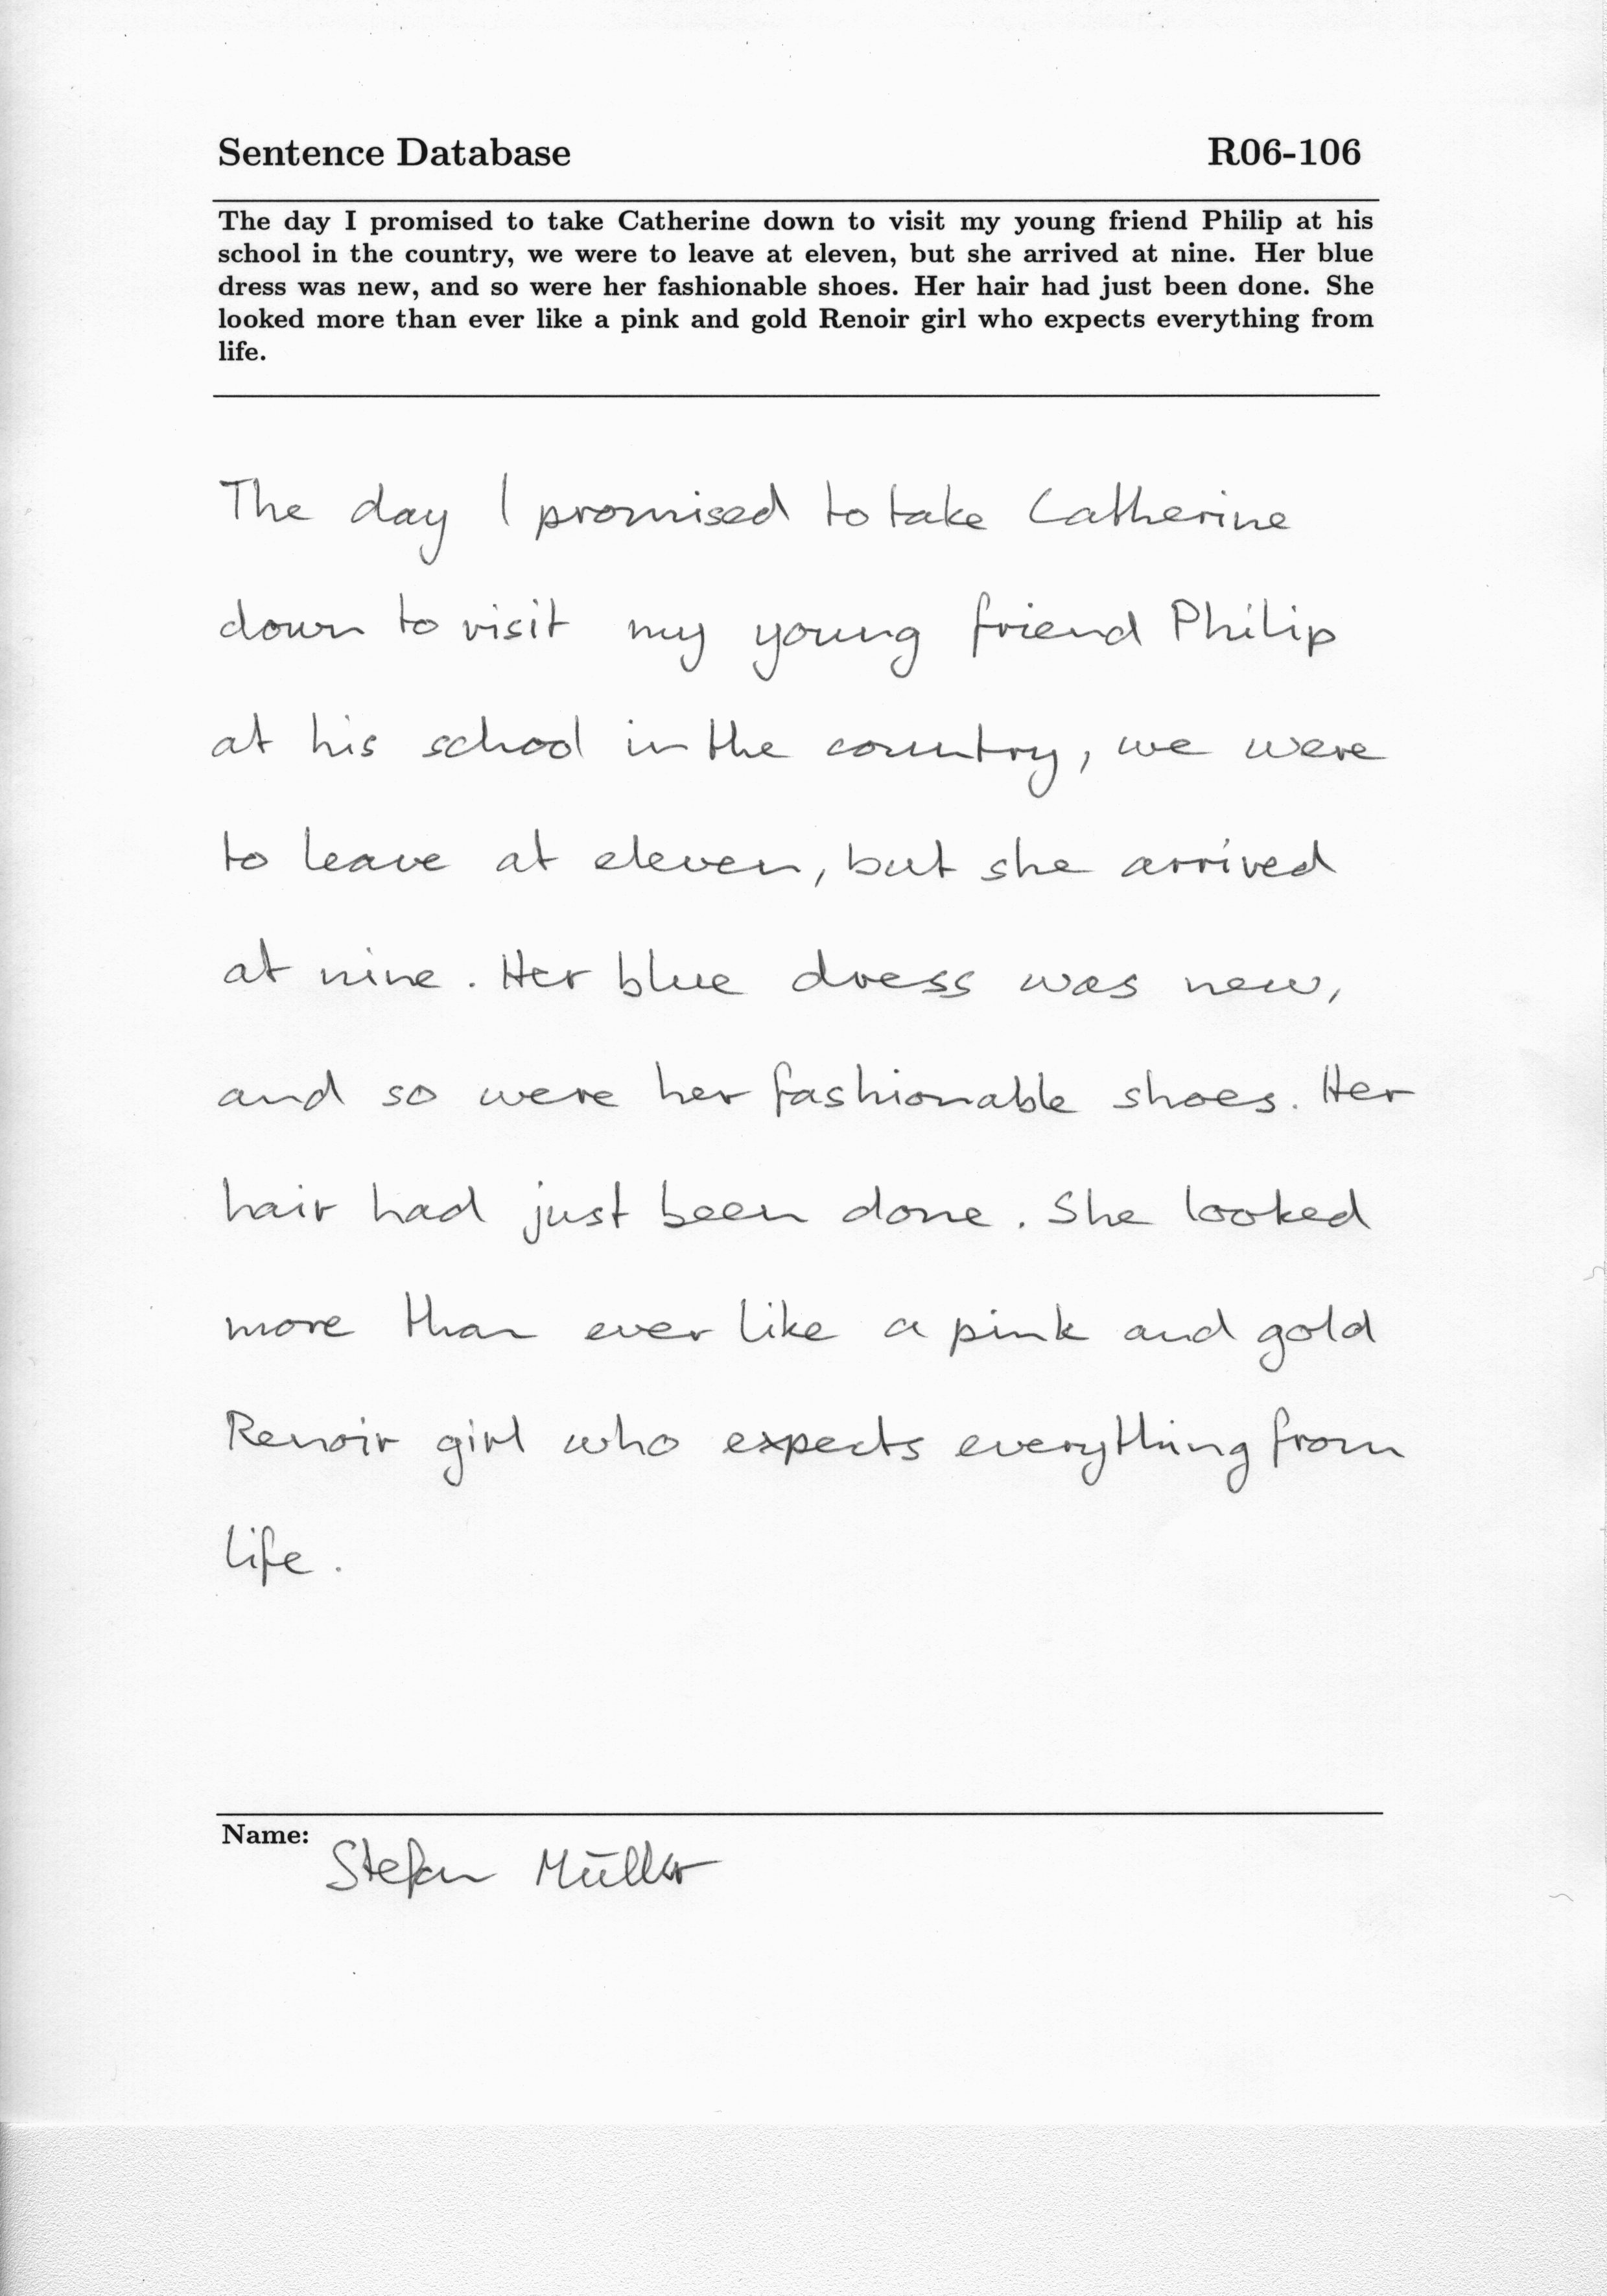 Sentence Database R06-106
The day I promised to take Catherine down to visit my young friend Philip at his
school in the country, we were to leave at eleven, but she arrived at nine. Her blue
dress was new, and so were her fashionable shoes. Her hair had just been done. She
looked more than ever like a pink and gold Renoir girl who expects everything from
life.
The day I promised to take Catherine
down to visit my young friend Philip
at his school in the country, we were
to leave at eleven, but she arrived
at nine. Her blue dress was new,
and so were her fashionable shoes. Her
hair had just been done. She looked
more than ever like a pink and gold
Renoir girl who expects everything from
life.
Name: Stefan Müller